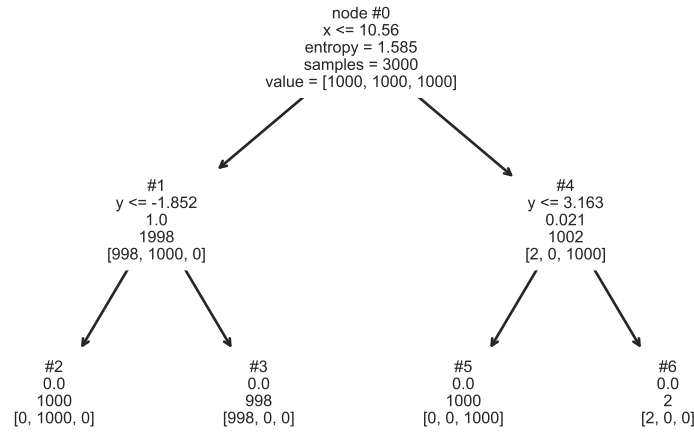 node #0
x <= 10.56
entropy = 1.585
samples = 3000
value = [1000, 1000, 1000]
#1
y <= -1.852
1.0
1998
[998, 1000, 0]
#4
y <= 3.163
0.021
1002
[2, 0, 1000]
#2
0.0
1000
[0, 1000, 0]
#3
0.0
998
[998, 0, 0]
#5
0.0
1000
[0, 0, 1000]
#6
0.0
2
[2, 0, 0]